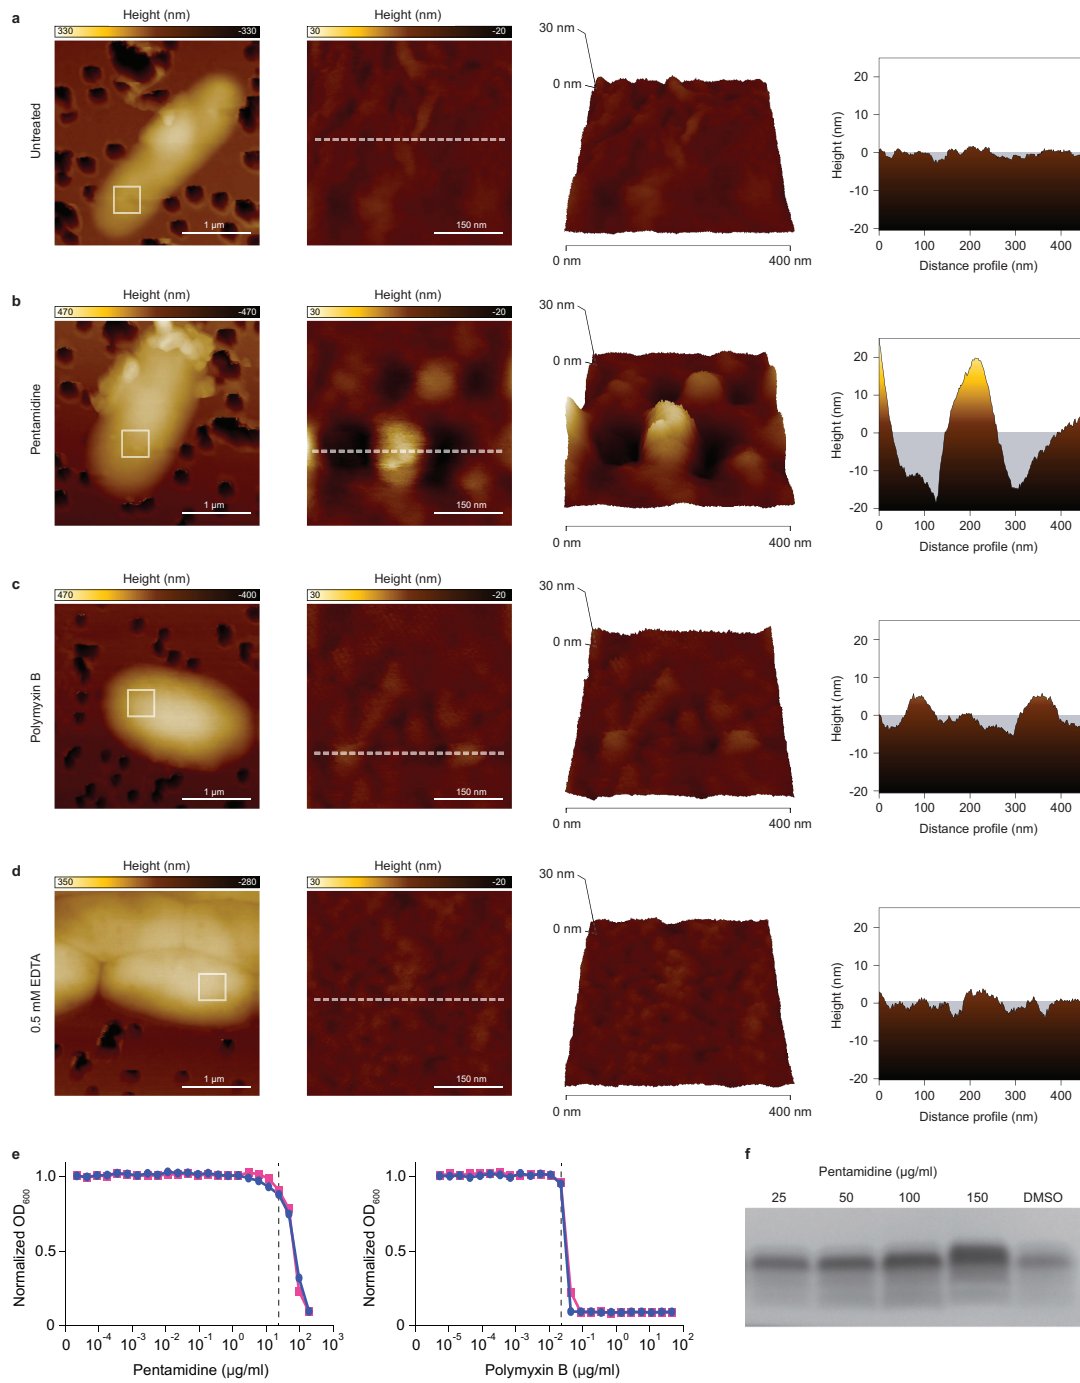 a
Height (nm)
330 -330
Untreated
1 µm
Height (nm)
30 -20
150 nm
30 nm
0 nm
0 nm 400 nm
Height (nm)
20
10
0
-10
-20
0 100 200 300 400
Distance profile (nm)
b
Height (nm)
470 -470
Pentamidine
1 µm
Height (nm)
30 -20
150 nm
30 nm
0 nm
0 nm 400 nm
Height (nm)
20
10
0
-10
-20
0 100 200 300 400
Distance profile (nm)
c
Height (nm)
470 -400
Polymyxin B
1 µm
Height (nm)
30 -20
150 nm
30 nm
0 nm
0 nm 400 nm
Height (nm)
20
10
0
-10
-20
0 100 200 300 400
Distance profile (nm)
d
Height (nm)
350 -280
0.5 mM EDTA
1 µm
Height (nm)
30 -20
150 nm
30 nm
0 nm
0 nm 400 nm
Height (nm)
20
10
0
-10
-20
0 100 200 300 400
Distance profile (nm)
e
Normalized OD₆₀₀
1.0
0.5
0
0 10⁻⁴ 10⁻³ 10⁻² 10⁻¹ 10⁰ 10¹ 10² 10³
Pentamidine (µg/ml)
Normalized OD₆₀₀
1.0
0.5
0
0 10⁻⁵ 10⁻⁴ 10⁻³ 10⁻² 10⁻¹ 10⁰ 10¹ 10²
Polymyxin B (µg/ml)
f
Pentamidine (µg/ml)
25 50 100 150 DMSO